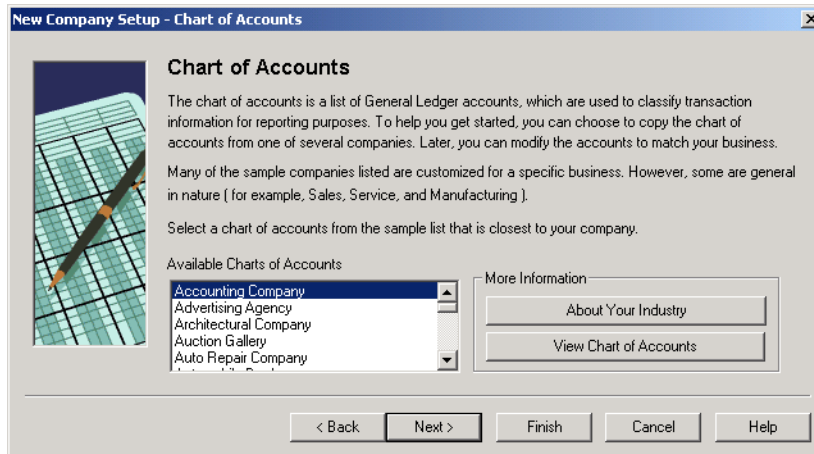 New Company Setup - Chart of Accounts
Chart of Accounts
The chart of accounts is a list of General Ledger accounts, which are used to classify transaction
information for reporting purposes. To help you get started, you can choose to copy the chart of
accounts from one of several companies. Later, you can modify the accounts to match your business.
Many of the sample companies listed are customized for a specific business. However, some are general
in nature ( for example, Sales, Service, and Manufacturing ).
Select a chart of accounts from the sample list that is closest to your company.
Available Charts of Accounts
Accounting Company
Advertising Agency
Architectural Company
Auction Gallery
Auto Repair Company
More Information
About Your Industry
View Chart of Accounts
< Back
Next >
Finish
Cancel
Help